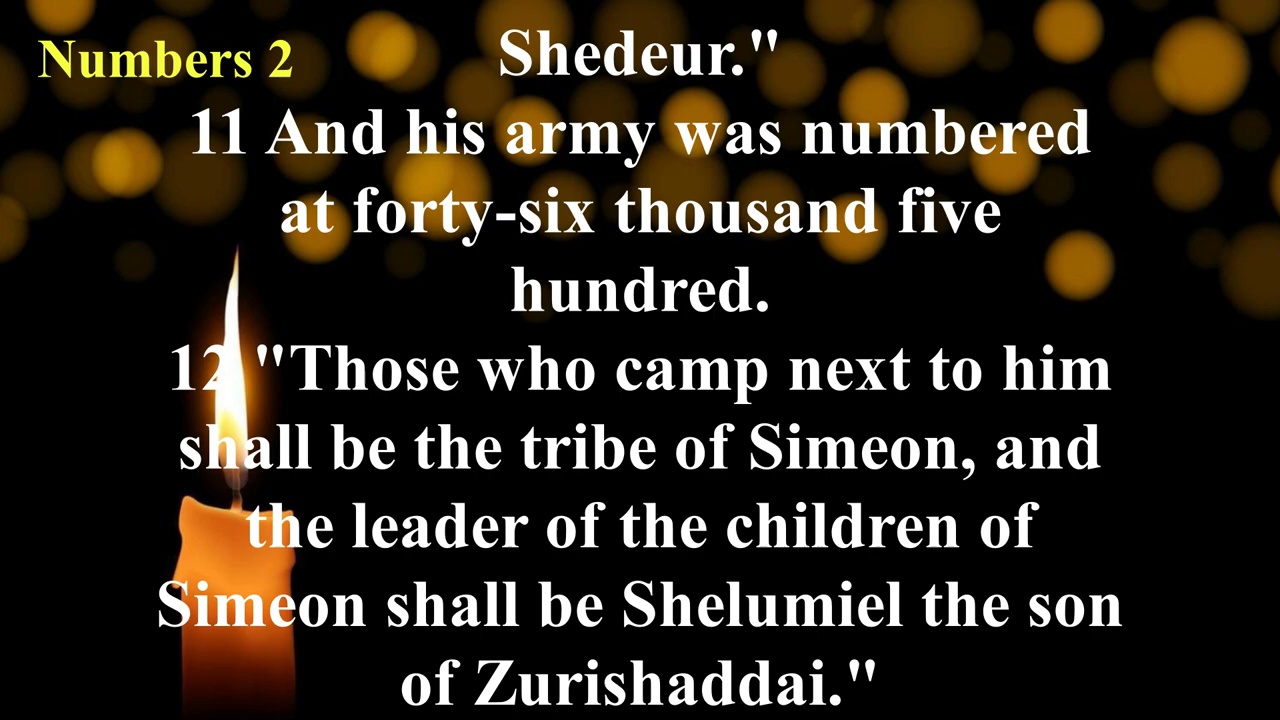 Numbers 2
Shedeur."
11 And his army was numbered
at forty-six thousand five
hundred.
12 "Those who camp next to him
shall be the tribe of Simeon, and
the leader of the children of
Simeon shall be Shelumiel the son
of Zurishaddai."